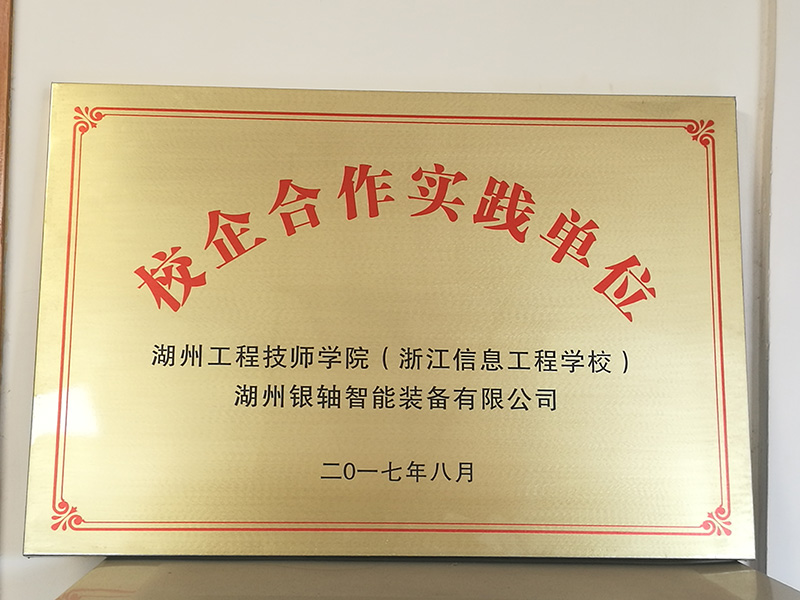 校企合作实践单位
湖州工程技师学院（浙江信息工程学校）
湖州银轴智能装备有限公司
二0一七年八月